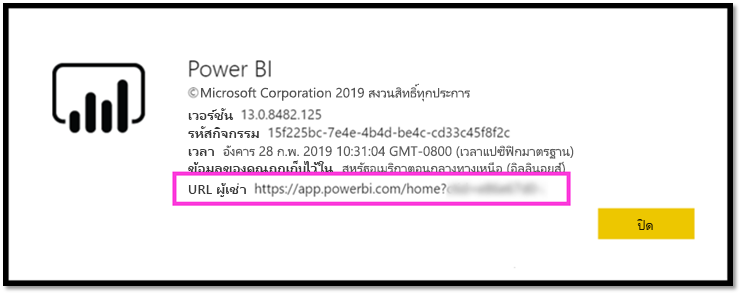 Power BI
©Microsoft Corporation 2019 สงวนสิทธิ์ทุกประการ
เวอร์ชัน 13.0.8482.125
รหัสกิจกรรม 15f225bc-7e4e-4b4d-be4c-cd33c45f8f2c
เวลา อังคาร 28 ก.พ. 2019 10:31:04 GMT-0800 (เวลาแปซิฟิกมาตรฐาน)
ข้อมูลของคุณถูกเก็บไว้ใน สหรัฐอเมริกาตอนกลางทางเหนือ (อิลลินอยส์)
URL ผู้เช่า https://app.powerbi.com/home?
ปิด